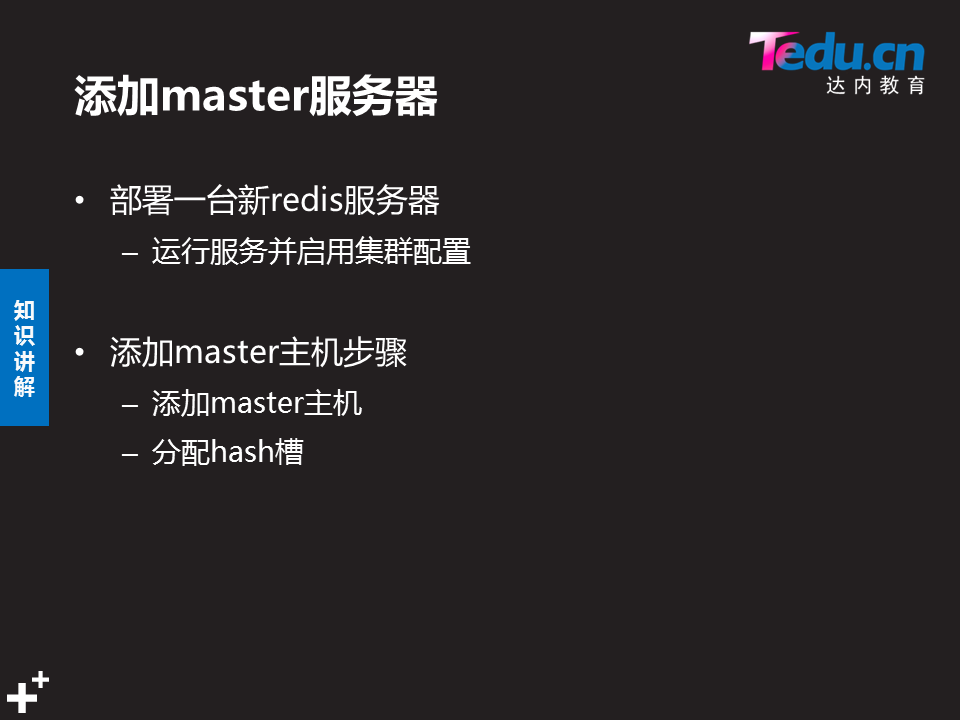 Tedu.cn
达内教育
添加master服务器
• 部署一台新redis服务器
– 运行服务并启用集群配置
知识讲解
• 添加master主机步骤
– 添加master主机
– 分配hash槽